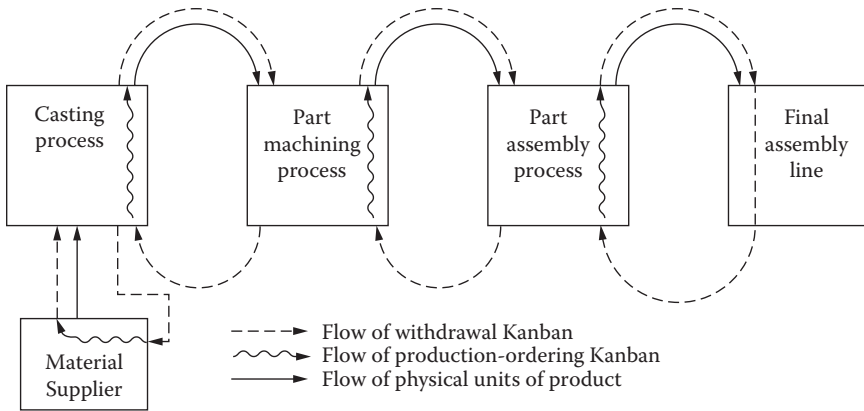 Casting
process
Part
machining
process
Part
assembly
process
Final
assembly
line
Material
Supplier
Flow of withdrawal Kanban
Flow of production-ordering Kanban
Flow of physical units of product